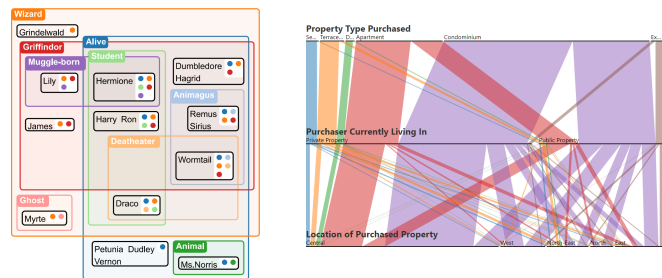 Wizard
Grindelwald
Griffindor
Alive
Muggle-born
Student
Lily
Hermione
Dumbledore
Hagrid
Animagus
James
Harry Ron
Remus
Sirius
Deatheater
Wormtail
Ghost
Myrte
Draco
Petunia Dudley
Vernon
Animal
Ms.Norris
Property Type Purchased
Se... Terrace... D... Apartment Condominium Ex...
Purchaser Currently Living In
Private Property Public Property
Location of Purchased Property
Central West North-East North East